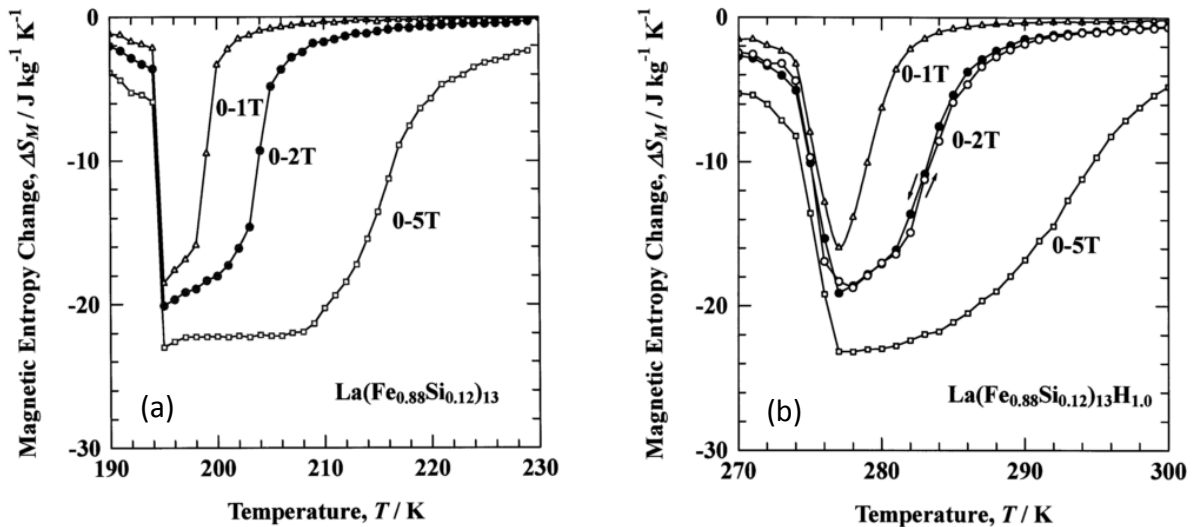 Magnetic Entropy Change, ΔS_M / J kg⁻¹ K⁻¹
0
-10
-20
-30
0-1T
0-2T
0-5T
(a)
La(Fe₀.₈₈Si₀.₁₂)₁₃
190
200
210
220
230
Temperature, T / K
Magnetic Entropy Change, ΔS_M / J kg⁻¹ K⁻¹
0
-10
-20
-30
0-1T
0-2T
0-5T
(b)
La(Fe₀.₈₈Si₀.₁₂)₁₃H₁.₀
270
280
290
300
Temperature, T / K